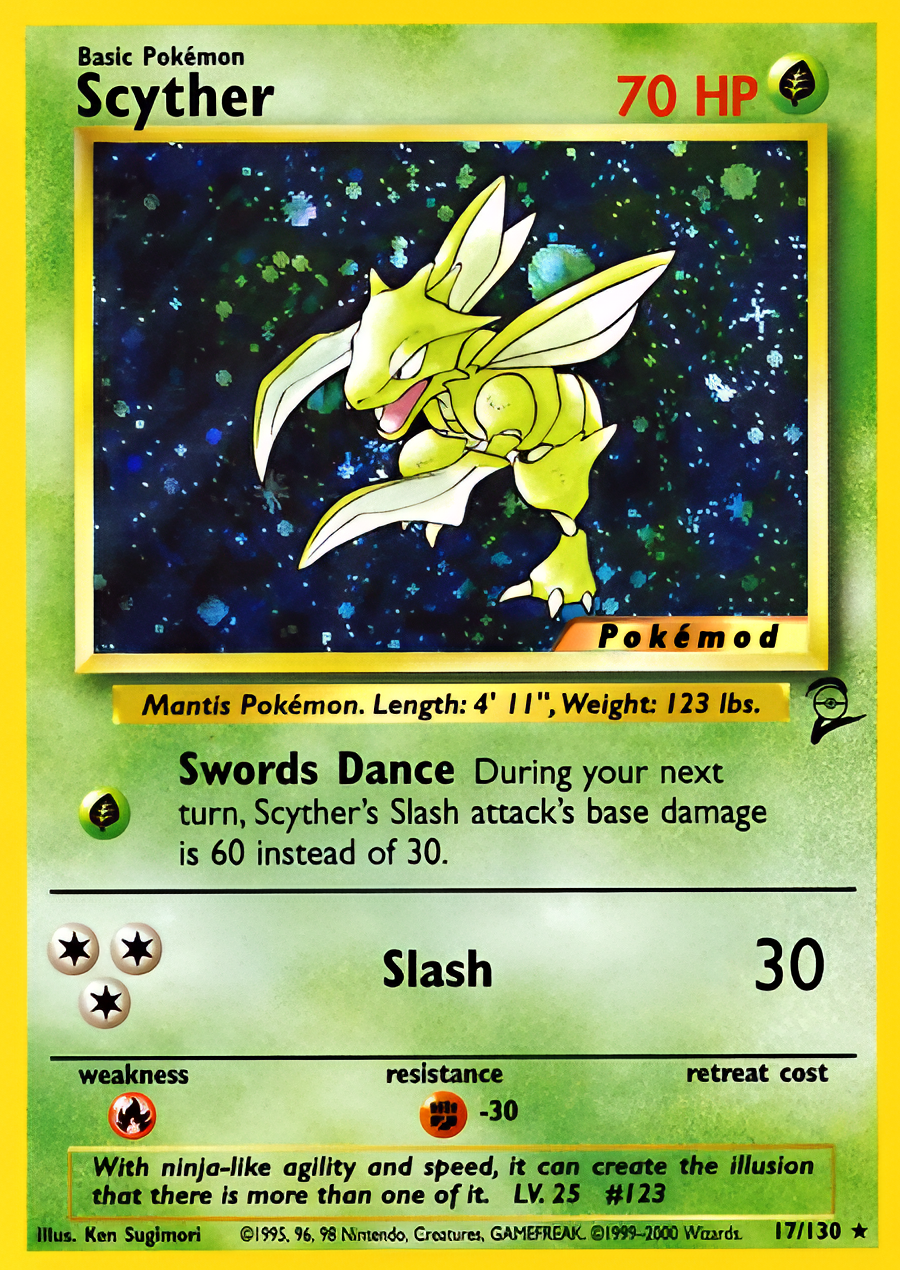 Basic Pokémon
Scyther
70 HP
Pokémod
Mantis Pokémon. Length: 4' 11", Weight: 123 lbs.
Swords Dance During your next
turn, Scyther's Slash attack's base damage
is 60 instead of 30.
Slash 30
weakness resistance retreat cost
-30
With ninja-like agility and speed, it can create the illusion
that there is more than one of it. LV. 25 #123
Illus. Ken Sugimori ©1995, 96, 98 Nintendo, Creatures, GAMEFREAK. ©1999-2000 Wizards. 17/130 ★